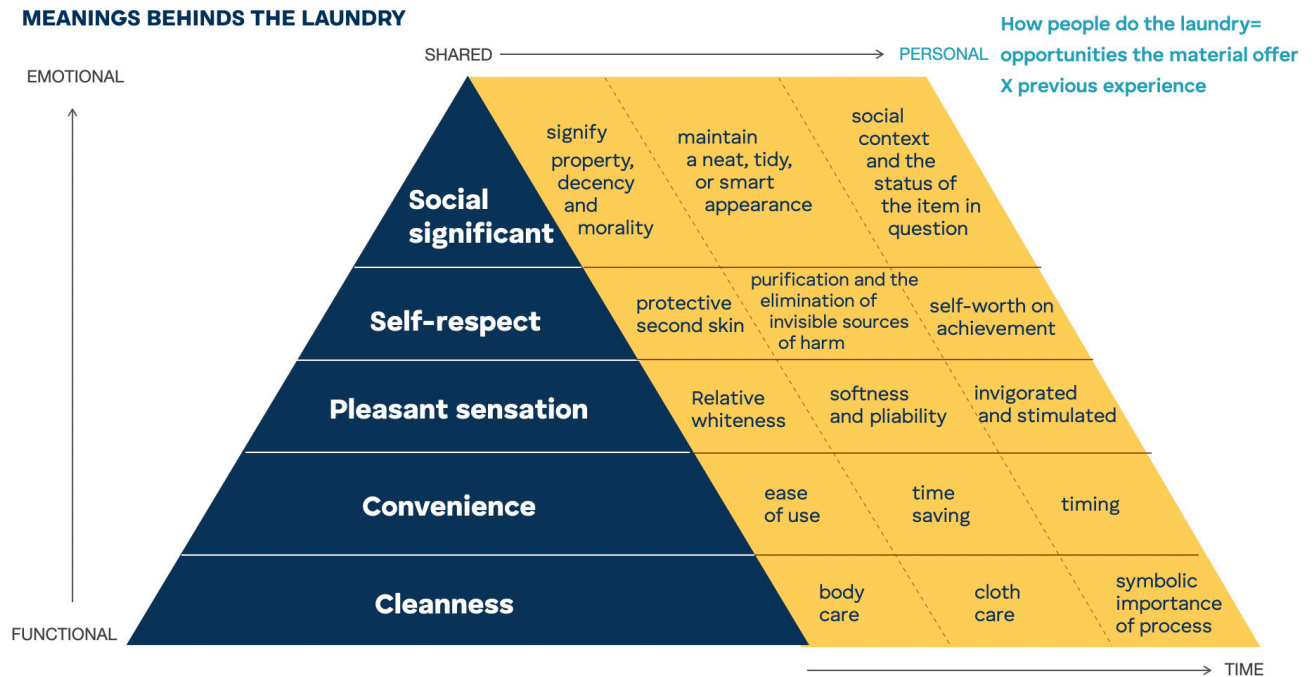 MEANINGS BEHINDS THE LAUNDRY
How people do the laundry=
opportunities the material offer
X previous experience
SHARED
PERSONAL
EMOTIONAL
Social
significant
signify
property,
decency
and
morality
maintain
a neat, tidy,
or smart
appearance
social
context
and the
status of
the item in
question
Self-respect
protective
second skin
purification and the
elimination of
invisible sources
of harm
self-worth on
achievement
Pleasant sensation
Relative
whiteness
softness
and pliability
invigorated
and stimulated
Convenience
ease
of use
time
saving
timing
Cleanness
body
care
cloth
care
symbolic
importance
of process
FUNCTIONAL
TIME